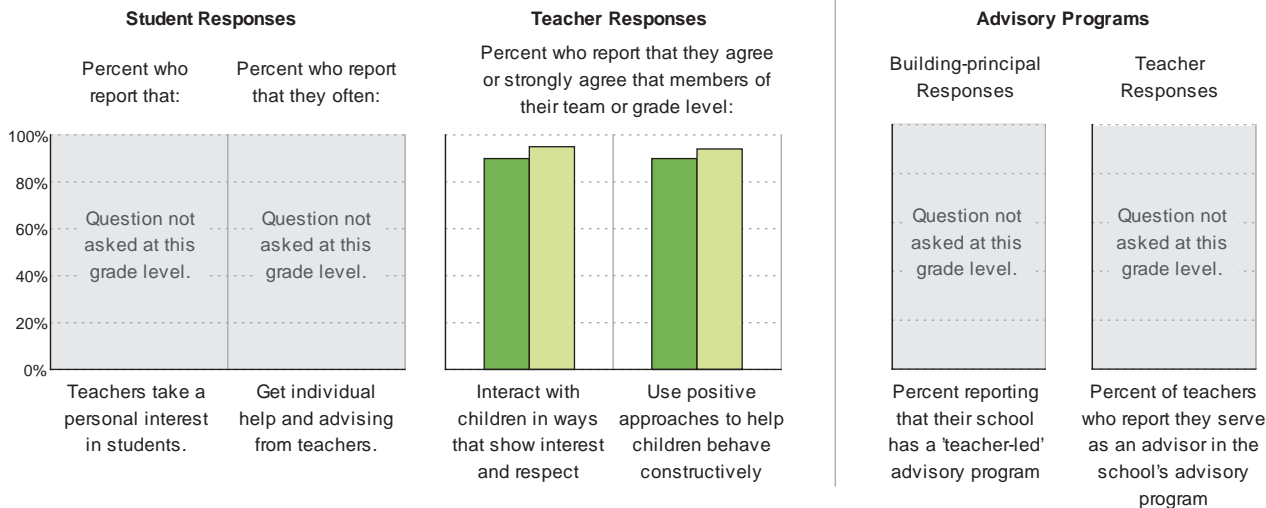 Student Responses
Percent who
report that:
Percent who report
that they often:
100%
80%
60%
40%
20%
0%
Question not
asked at this
grade level.
Question not
asked at this
grade level.
Teachers take a
personal interest
in students.
Get individual
help and advising
from teachers.
Teacher Responses
Percent who report that they agree
or strongly agree that members of
their team or grade level:
Interact with
children in ways
that show interest
and respect
Use positive
approaches to help
children behave
constructively
Advisory Programs
Building-principal
Responses
Question not
asked at this
grade level.
Percent reporting
that their school
has a 'teacher-led'
advisory program
Teacher
Responses
Question not
asked at this
grade level.
Percent of teachers
who report they serve
as an advisor in the
school's advisory
program